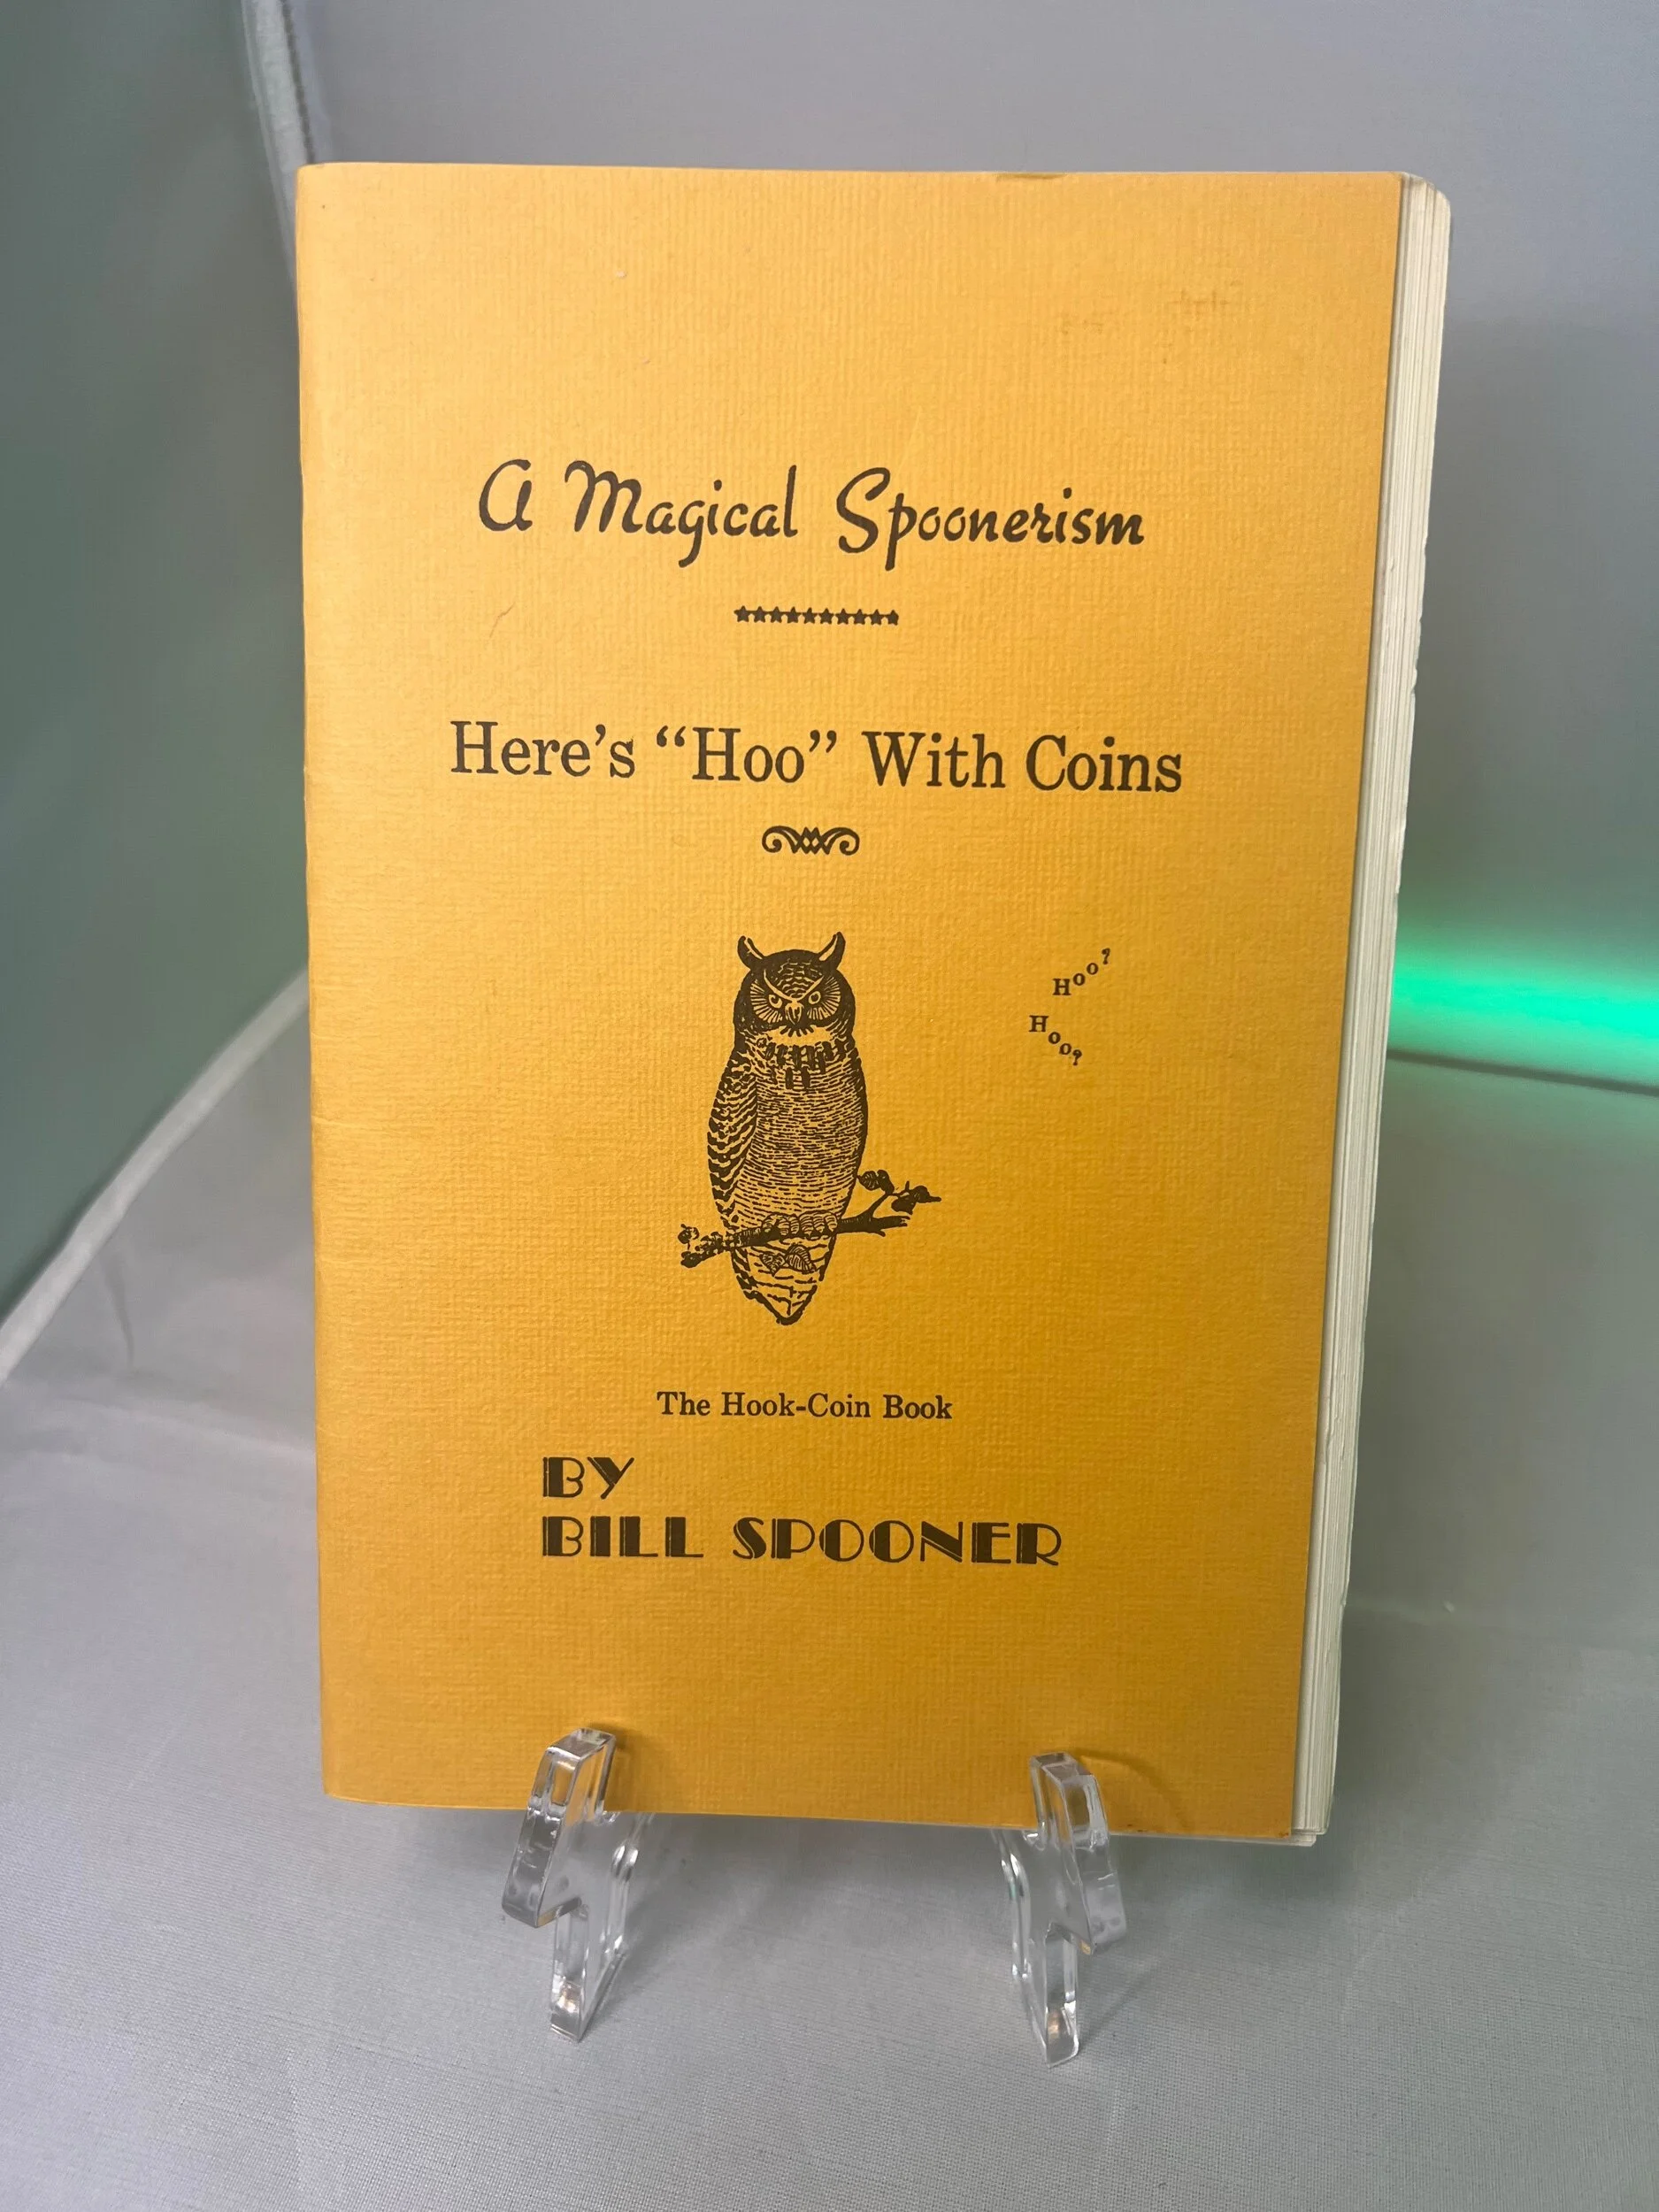 A Magical Spoonerism
Here's “Hoo” With Coins
Hoo?
Hoo?
The Hook-Coin Book
BY
BILL SPOONER